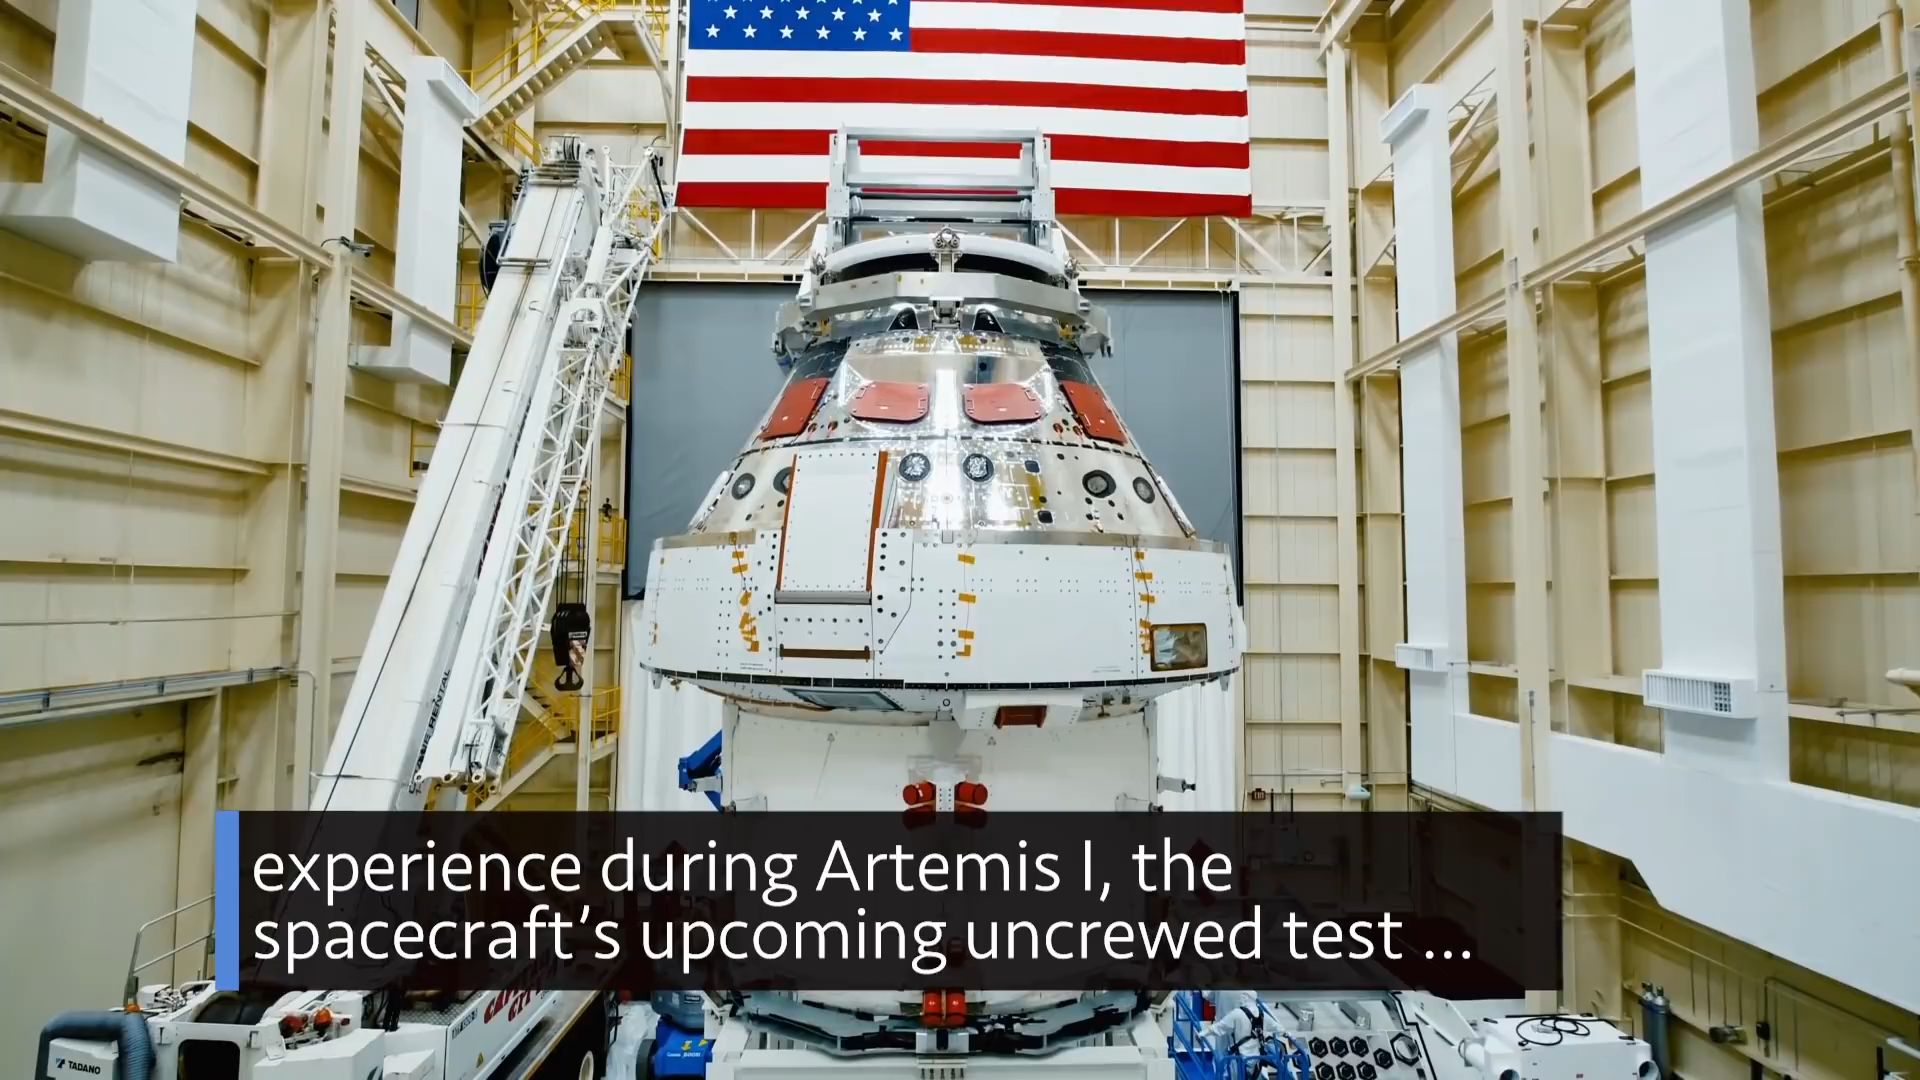 experience during Artemis I, the
spacecraft’s upcoming uncrewed test ...
TADANO